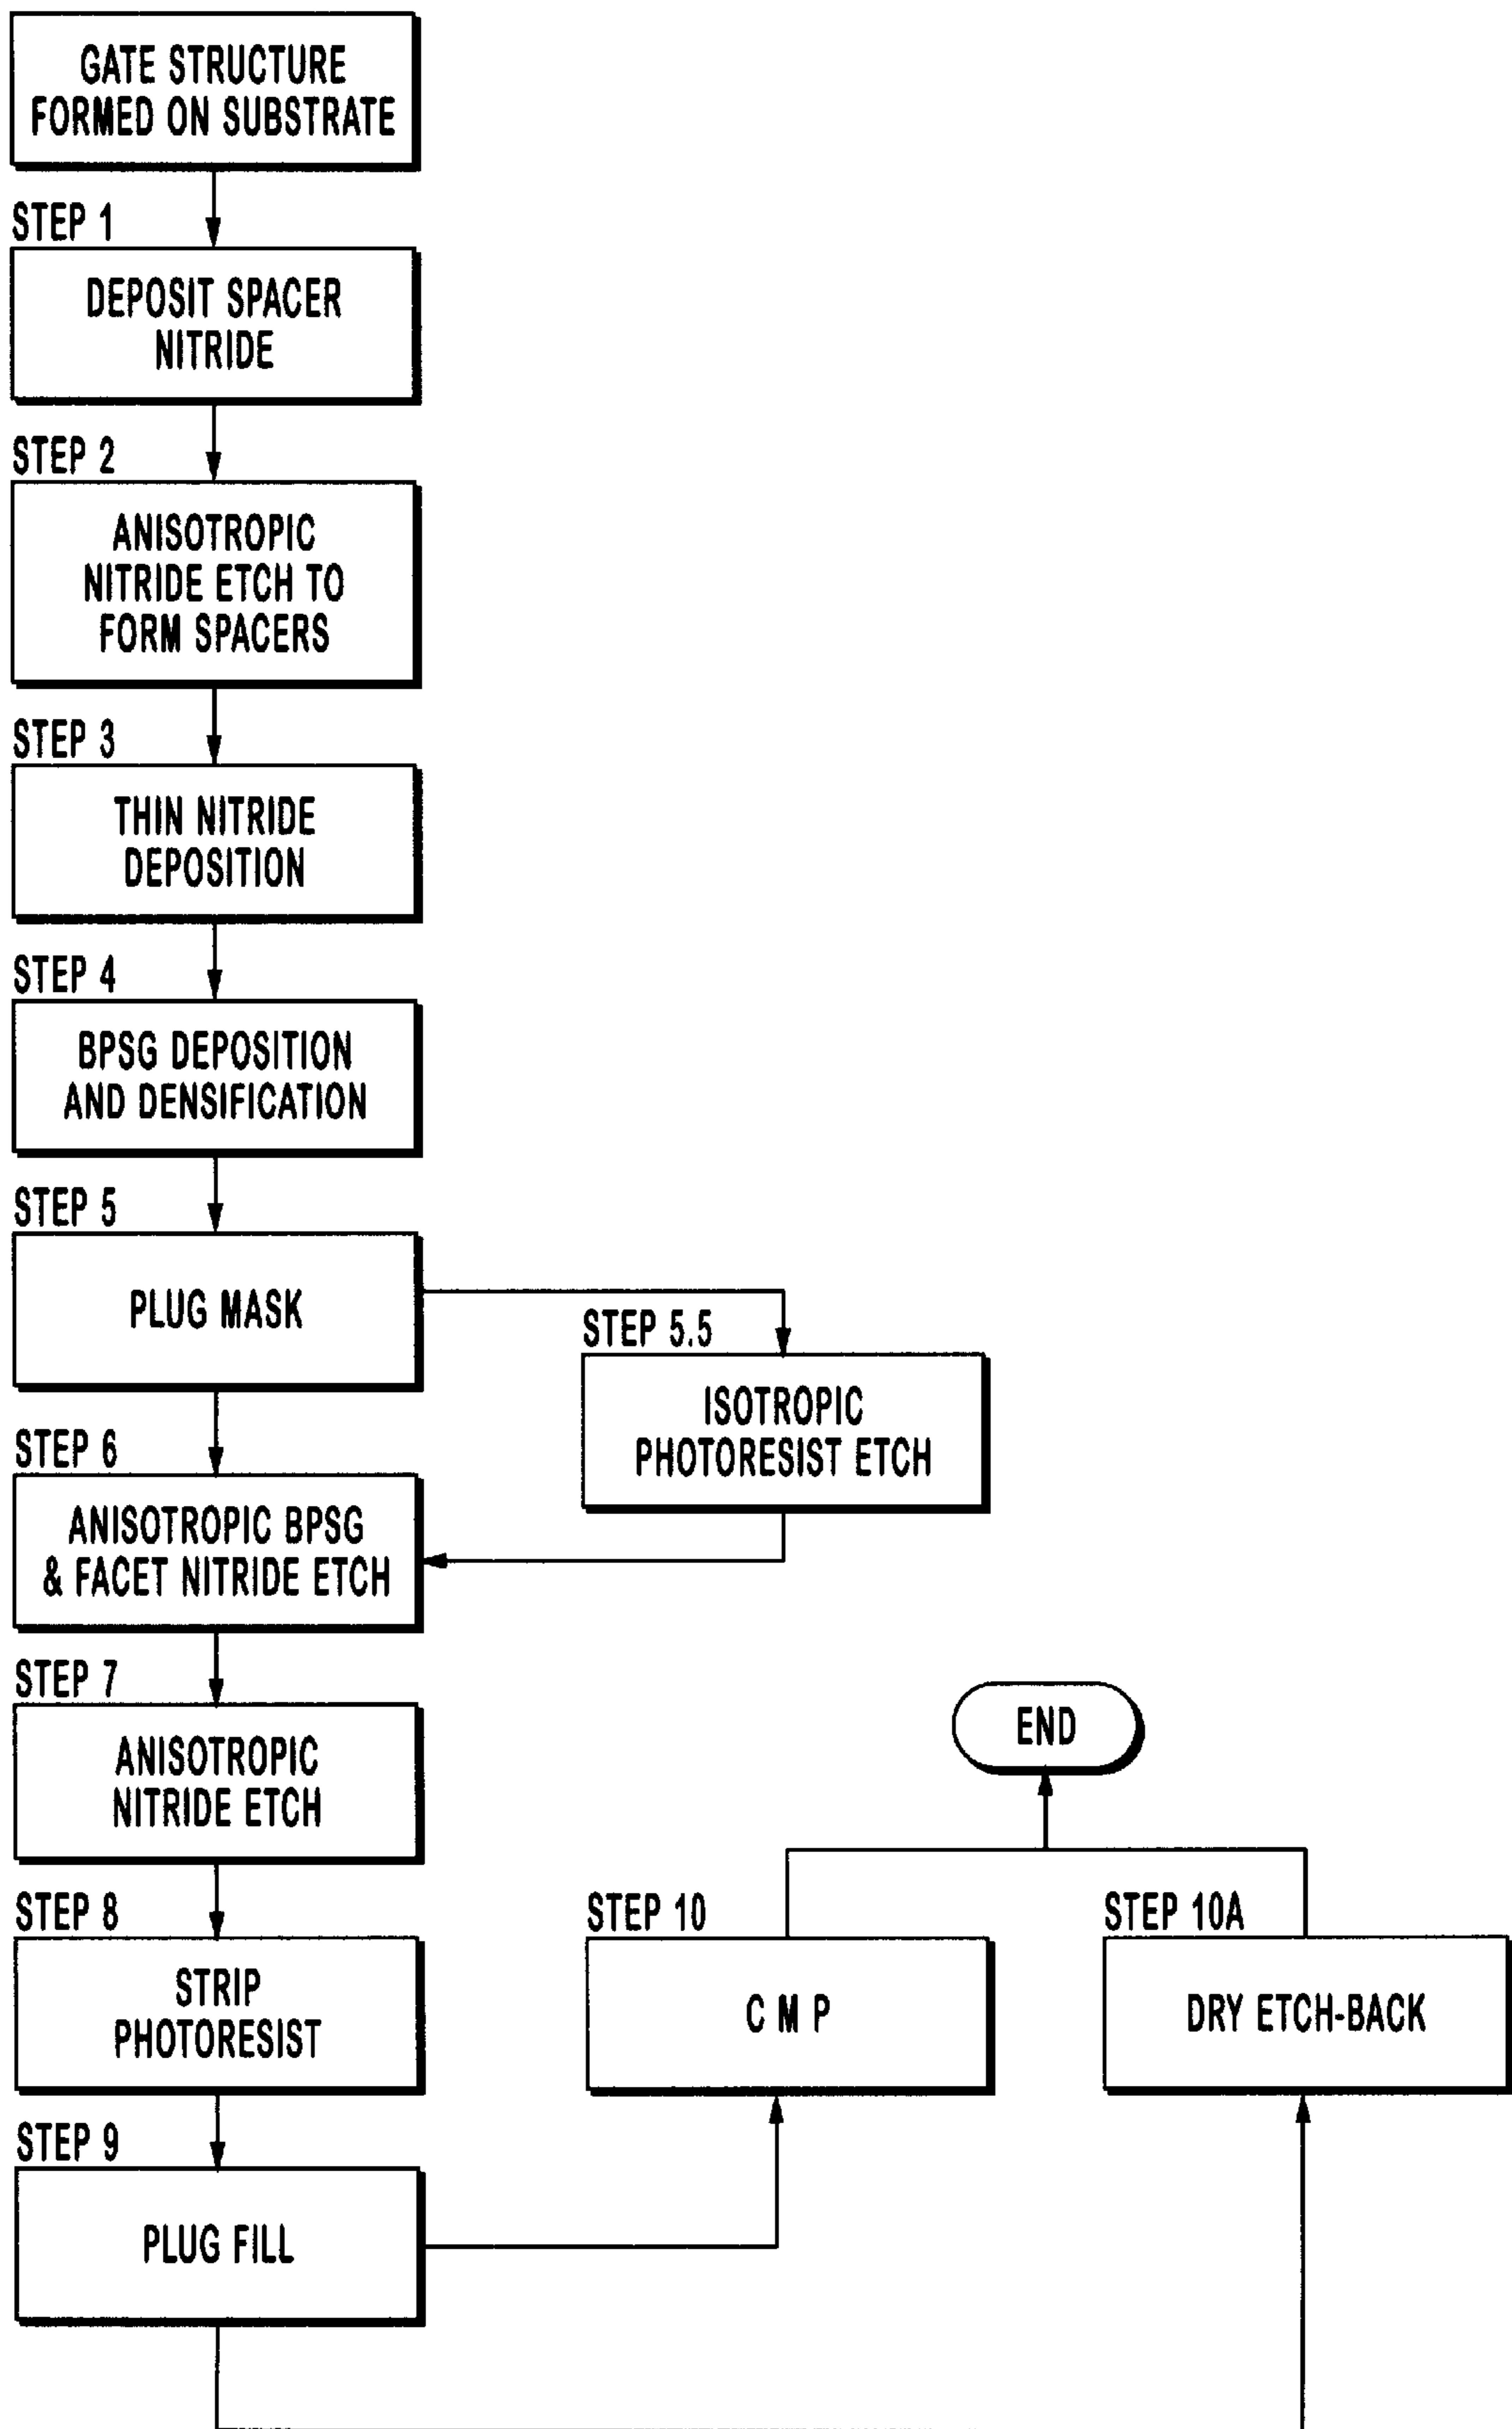 GATE STRUCTURE
FORMED ON SUBSTRATE
STEP 1
DEPOSIT SPACER
NITRIDE
STEP 2
ANISOTROPIC
NITRIDE ETCH TO
FORM SPACERS
STEP 3
THIN NITRIDE
DEPOSITION
STEP 4
BPSG DEPOSITION
AND DENSIFICATION
STEP 5
PLUG MASK
STEP 5.5
ISOTROPIC
PHOTORESIST ETCH
STEP 6
ANISOTROPIC BPSG
& FACET NITRIDE ETCH
STEP 7
ANISOTROPIC
NITRIDE ETCH
STEP 8
STRIP
PHOTORESIST
STEP 9
PLUG FILL
STEP 10
C M P
STEP 10A
DRY ETCH-BACK
END